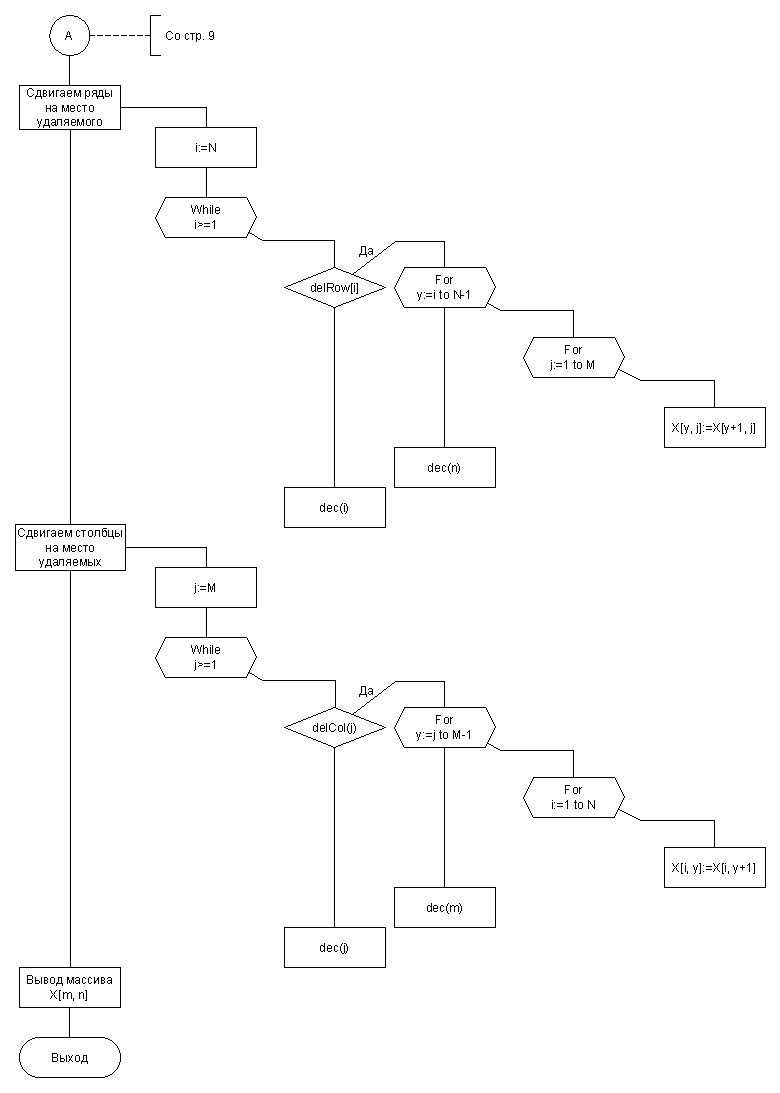 А
Со стр. 9
Сдвигаем ряды
на место
удаляемого
i:=N
While
i>=1
Да
delRow[i]
For
y:=i to N-1
For
j:=1 to M
X[y, j]:=X[y+1, j]
dec(n)
dec(i)
Сдвигаем столбцы
на место
удаляемых
j:=M
While
j>=1
Да
delCol(j)
For
y:=j to M-1
For
i:=1 to N
X[i, y]:=X[i, y+1]
dec(m)
dec(j)
Вывод массива
X[m, n]
Выход